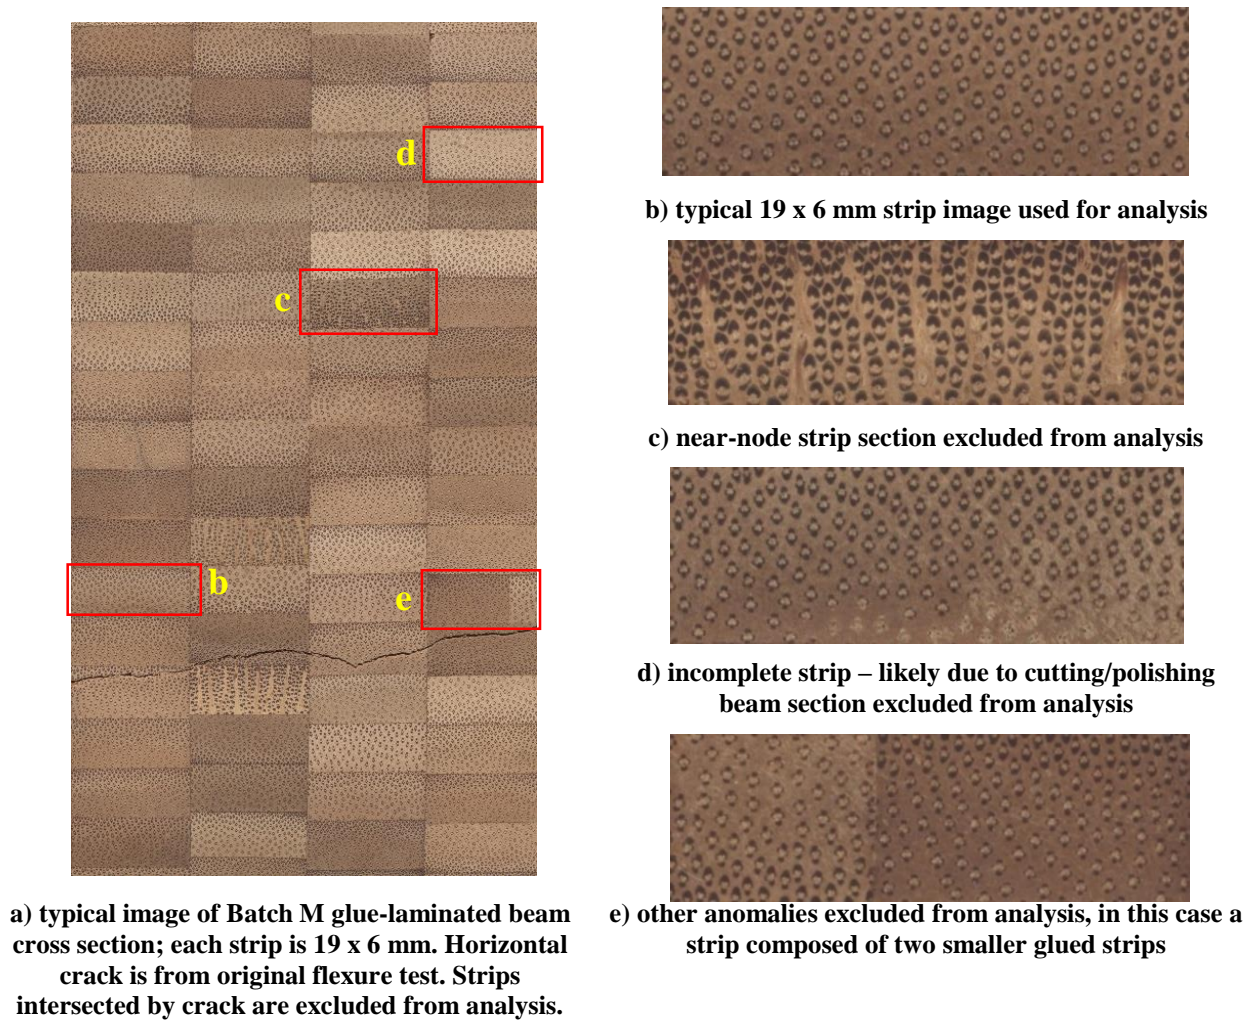 d
c
b
e
a) typical image of Batch M glue-laminated beam
cross section; each strip is 19 x 6 mm. Horizontal
crack is from original flexure test. Strips
intersected by crack are excluded from analysis.
b) typical 19 x 6 mm strip image used for analysis
c) near-node strip section excluded from analysis
d) incomplete strip – likely due to cutting/polishing
beam section excluded from analysis
e) other anomalies excluded from analysis, in this case a
strip composed of two smaller glued strips